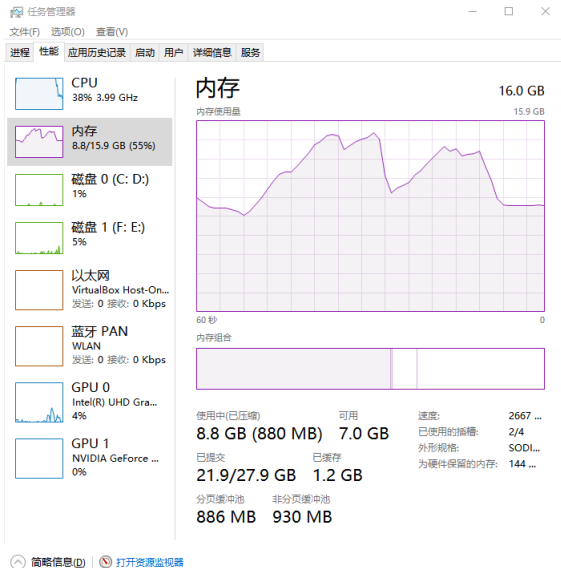 任务管理器
文件(F) 选项(O) 查看(V)
进程 性能 应用历史记录 启动 用户 详细信息 服务
CPU
38% 3.99 GHz
内存
8.8/15.9 GB (55%)
磁盘 0 (C: D:)
1%
磁盘 1 (F: E:)
5%
以太网
VirtualBox Host-On...
发送: 0 接收: 0 Kbps
蓝牙 PAN
WLAN
发送: 0 接收: 0 Kbps
GPU 0
Intel(R) UHD Gra...
4%
GPU 1
NVIDIA GeForce ...
0%
内存 16.0 GB
内存使用量 15.9 GB
60 秒 0
内存组合
使用中(已压缩) 可用
8.8 GB (880 MB) 7.0 GB
已提交 已缓存
21.9/27.9 GB 1.2 GB
分页缓冲池 非分页缓冲池
886 MB 930 MB
速度: 2667 ...
已使用的插槽: 2/4
外形规格: SODI...
为硬件保留的内存: 144 ...
简略信息(D) 打开资源监视器